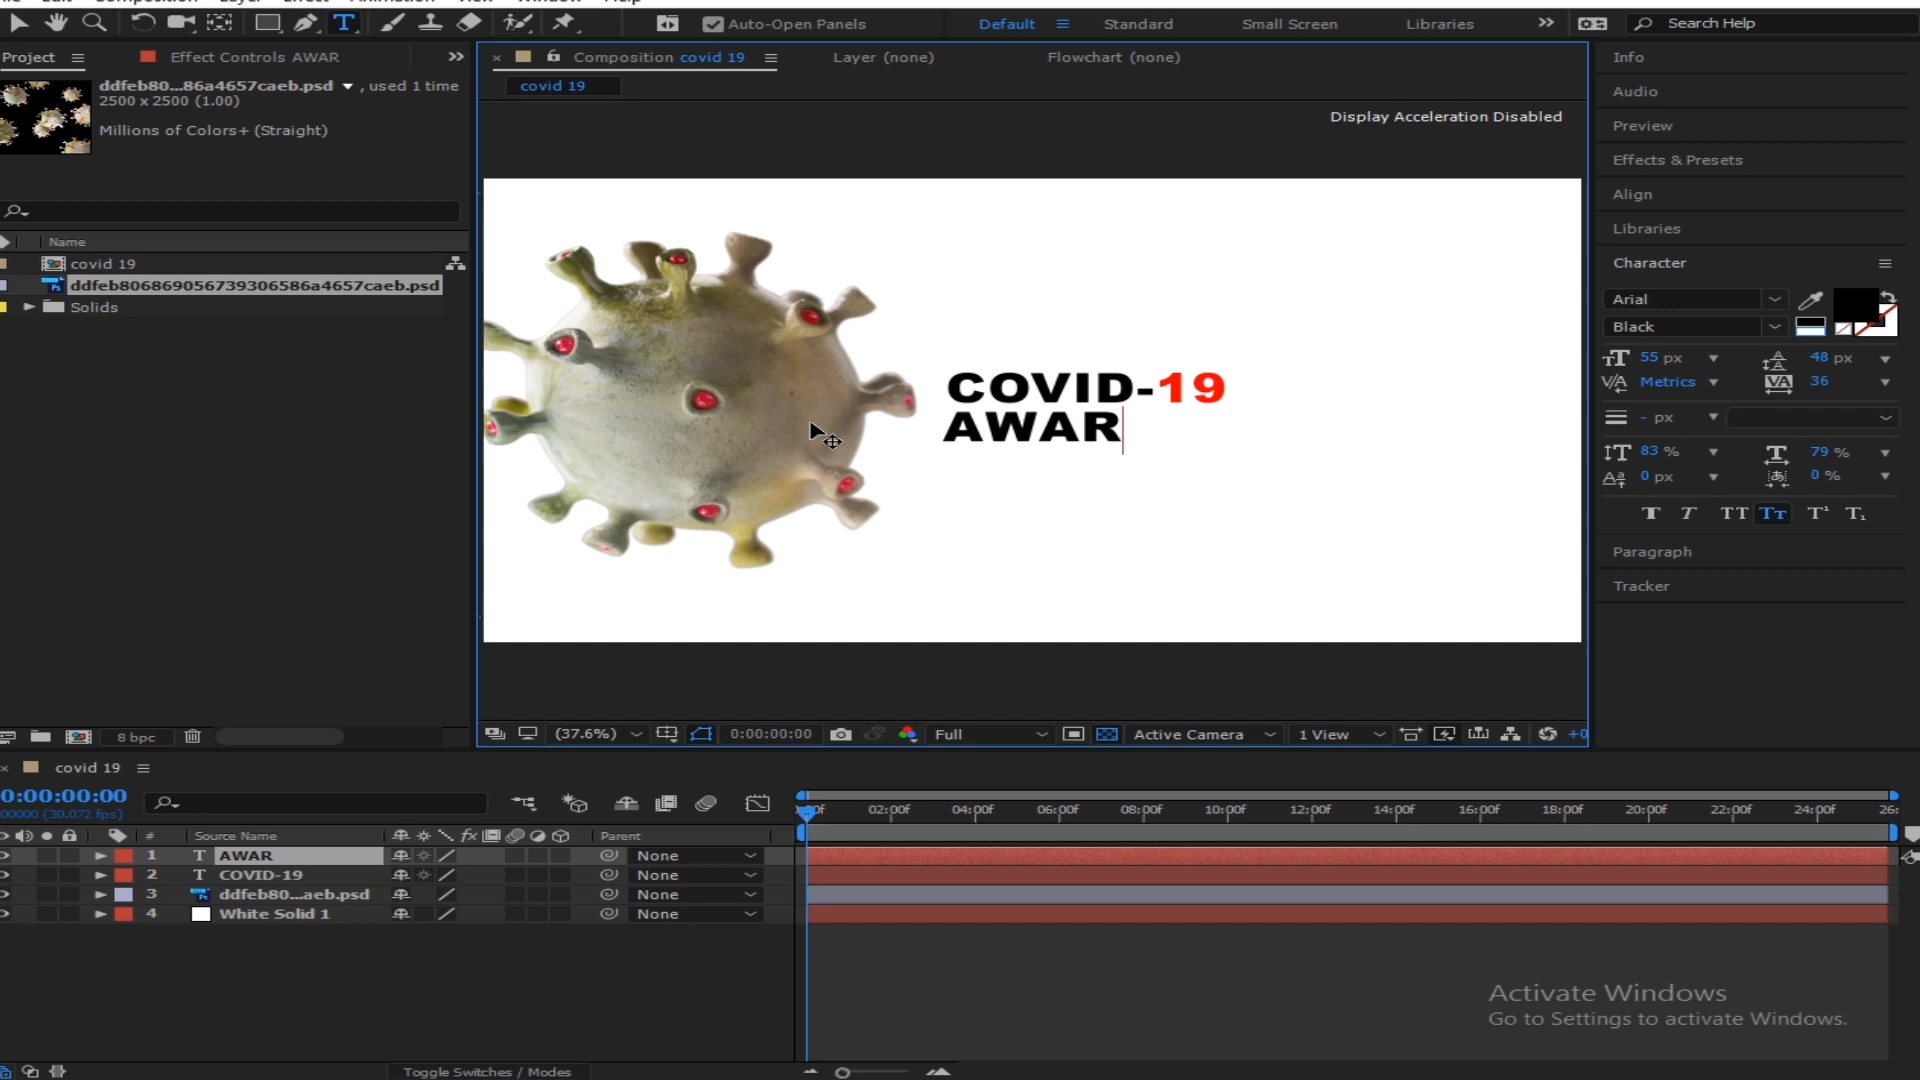 Auto-Open Panels
Default
Standard
Small Screen
Libraries
Search Help
Project
Effect Controls AWAR
Composition covid 19
Layer (none)
Flowchart (none)
covid 19
ddfeb80...86a4657caeb.psd , used 1 time
2500 x 2500 (1.00)
Millions of Colors+ (Straight)
Display Acceleration Disabled
Name
covid 19
ddfeb806869056739306586a4657caeb.psd
Solids
8 bpc
COVID-19
AWAR
(37.6%)
0:00:00:00
Full
Active Camera
1 View
+0
Info
Audio
Preview
Effects & Presets
Align
Libraries
Character
Arial
Black
55 px
48 px
Metrics
36
- px
83 %
79 %
0 px
0 %
Paragraph
Tracker
covid 19
0:00:00:00
00000 (30.072 fps)
# Source Name
Parent
1 AWAR None
2 COVID-19 None
3 ddfeb80...aeb.psd None
4 White Solid 1 None
02:00f 04:00f 06:00f 08:00f 10:00f 12:00f 14:00f 16:00f 18:00f 20:00f 22:00f 24:00f 26:
Activate Windows
Go to Settings to activate Windows.
Toggle Switches / Modes